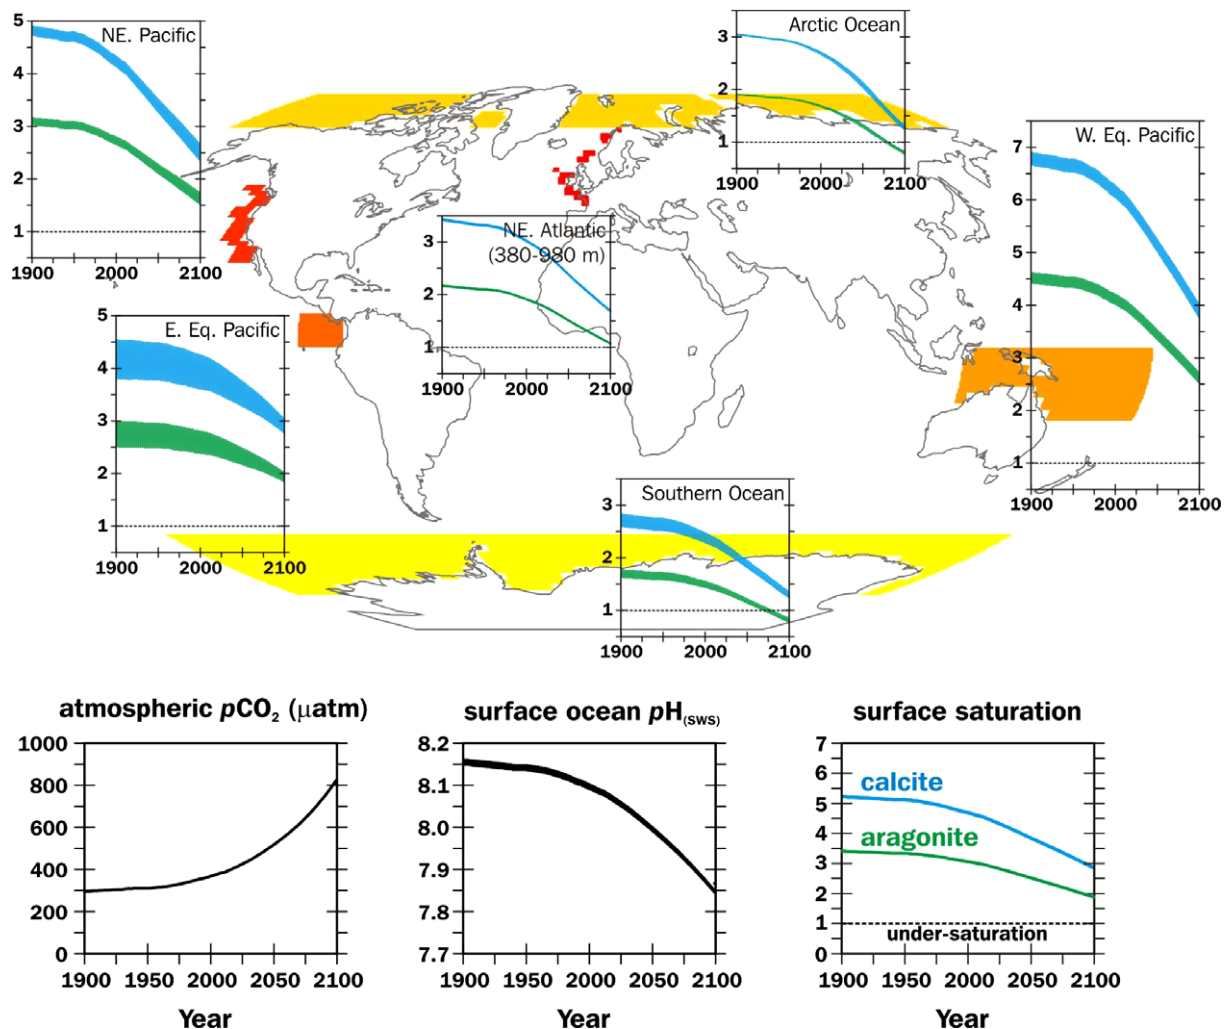 NE. Pacific
5
4
3
2
1
1900 2000 2100
Arctic Ocean
3
2
1
1900 2000 2100
W. Eq. Pacific
7
6
5
4
3
2
1
1900 2000 2100
NE. Atlantic
(380-980 m)
3
2
1
1900 2000 2100
E. Eq. Pacific
5
4
3
2
1
1900 2000 2100
Southern Ocean
3
2
1
1900 2000 2100
atmospheric pCO₂ (μatm)
1000
800
600
400
200
0
1900 1950 2000 2050 2100
Year
surface ocean pH(SWS)
8.2
8.1
8.0
7.9
7.8
7.7
1900 1950 2000 2050 2100
Year
surface saturation
7
6
5
4
3
2
1
0
calcite
aragonite
under-saturation
1900 1950 2000 2050 2100
Year